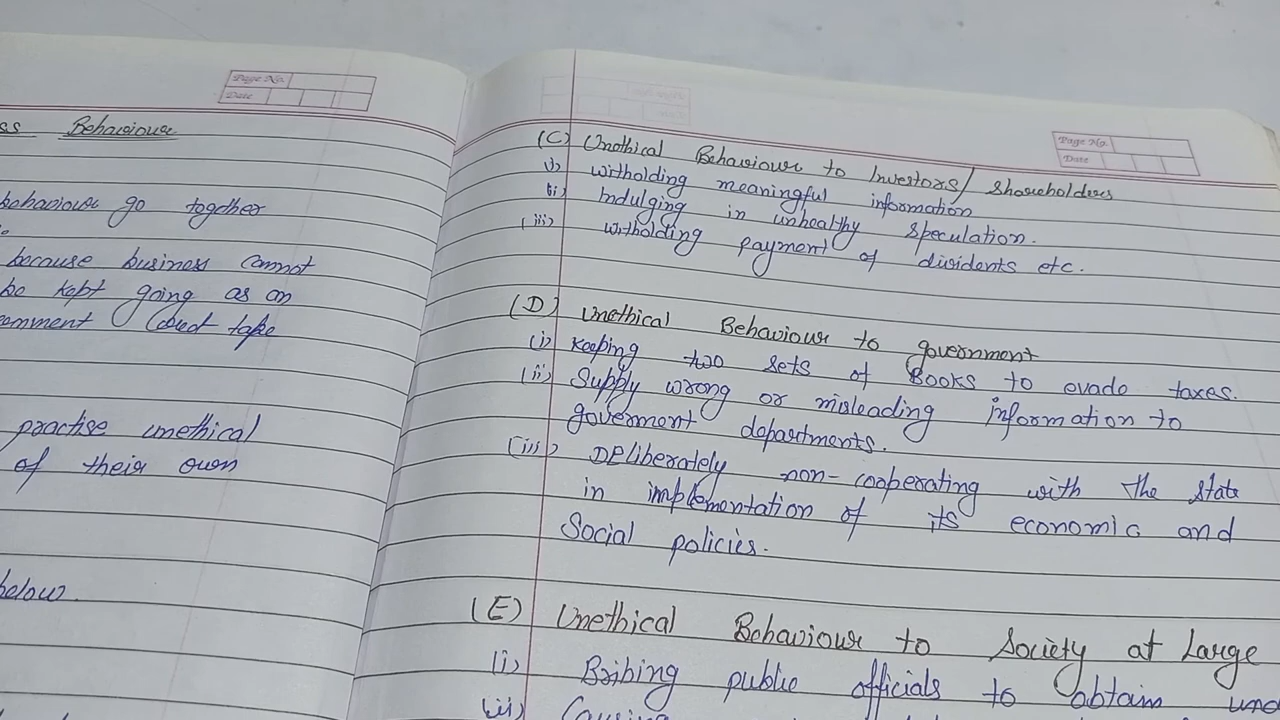 Page No.
Date
Behaviour
behaviour go together
because business cannot
be kept going as an
practise unethical
of their own
below.
Page No.
Date
(C) Unethical Behaviour to Investors/ Shareholders
(i) witholding meaningful information
(ii) Indulging in unhealthy speculation.
(iii) witholding payment of dividents etc.
(D) Unethical Behaviour to government
(i) Keeping two sets of Books to evade taxes.
(ii) Supply wrong or misleading information to
goverment departments.
(iii) DEliberately non-cooperating with the state
in implementation of its economic and
Social policies.
(E) Unethical Behaviour to Society at Large
(i) Bribing public officials to obtain
(ii)